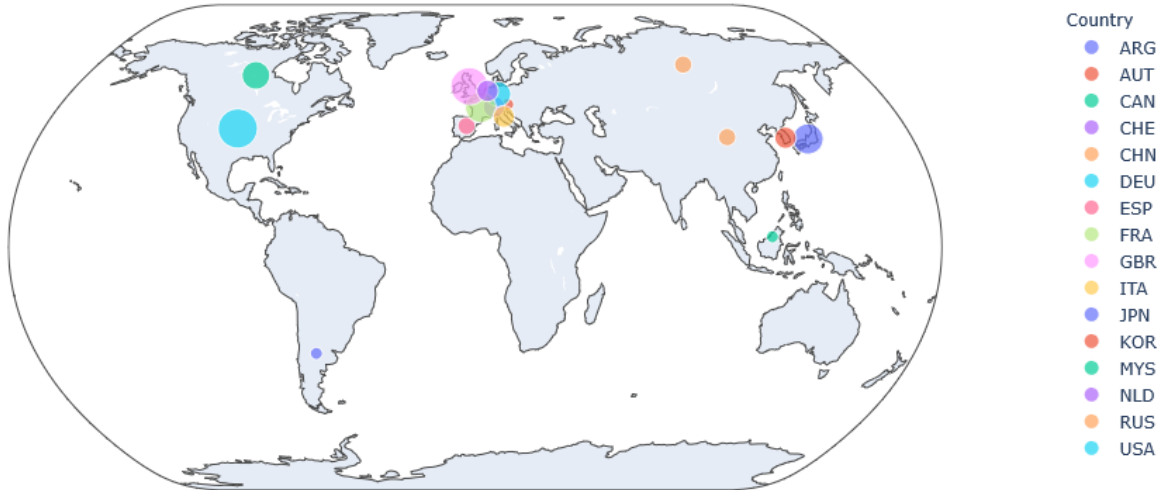 Country
ARG
AUT
CAN
CHE
CHN
DEU
ESP
FRA
GBR
ITA
JPN
KOR
MYS
NLD
RUS
USA